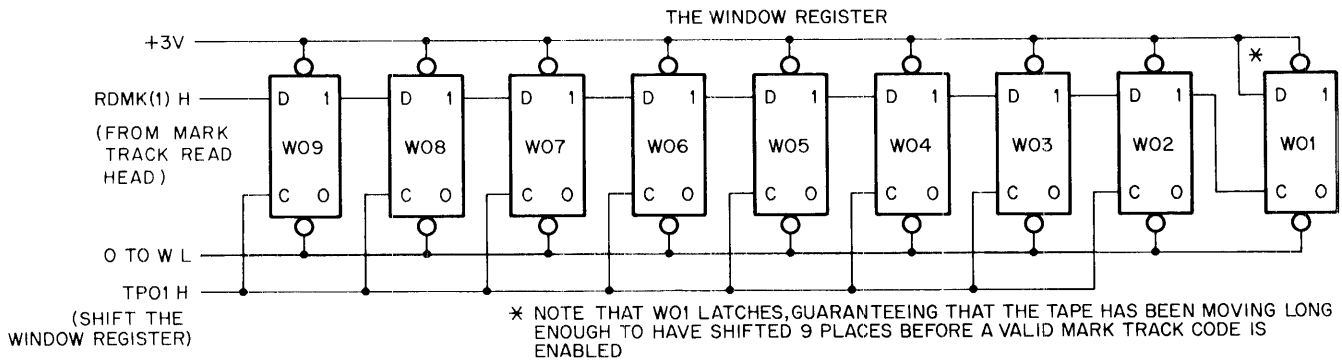 THE WINDOW REGISTER
+3V
*
RDMK(1) H
D 1 D 1 D 1 D 1 D 1 D 1 D 1 D 1 D 1
(FROM MARK
TRACK READ
HEAD)
W09 W08 W07 W06 W05 W04 W03 W02 W01
C 0 C 0 C 0 C 0 C 0 C 0 C 0 C 0 C 0
0 TO W L
TP01 H
(SHIFT THE
WINDOW REGISTER)
* NOTE THAT W01 LATCHES, GUARANTEEING THAT THE TAPE HAS BEEN MOVING LONG
ENOUGH TO HAVE SHIFTED 9 PLACES BEFORE A VALID MARK TRACK CODE IS
ENABLED